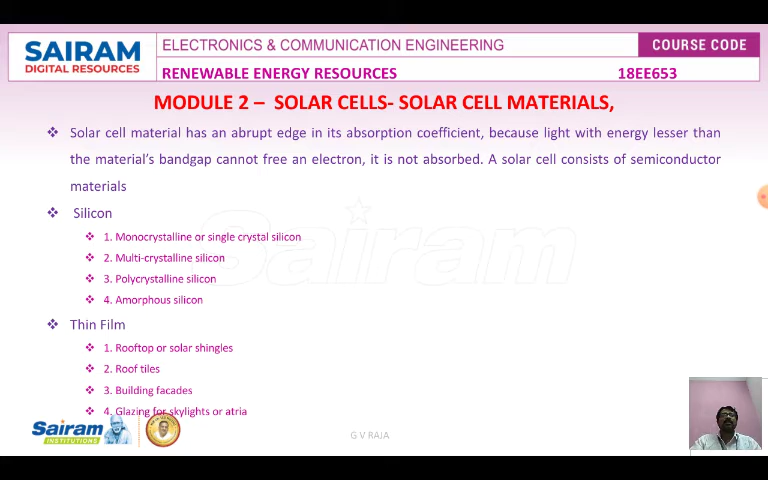 SAIRAM
DIGITAL RESOURCES
ELECTRONICS & COMMUNICATION ENGINEERING
COURSE CODE
RENEWABLE ENERGY RESOURCES
18EE653
MODULE 2 – SOLAR CELLS- SOLAR CELL MATERIALS,
Solar cell material has an abrupt edge in its absorption coefficient, because light with energy lesser than
the material's bandgap cannot free an electron, it is not absorbed. A solar cell consists of semiconductor
materials
Silicon
1. Monocrystalline or single crystal silicon
2. Multi-crystalline silicon
3. Polycrystalline silicon
4. Amorphous silicon
Thin Film
1. Rooftop or solar shingles
2. Roof tiles
3. Building facades
4. Glazing for skylights or atria
Sairam
Sairam
INSTITUTIONS
G V RAJA